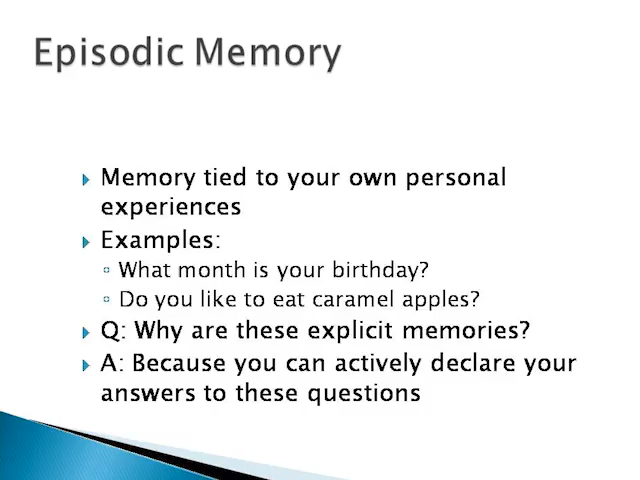 Episodic Memory
Memory tied to your own personal
experiences
Examples:
What month is your birthday?
Do you like to eat caramel apples?
Q: Why are these explicit memories?
A: Because you can actively declare your
answers to these questions